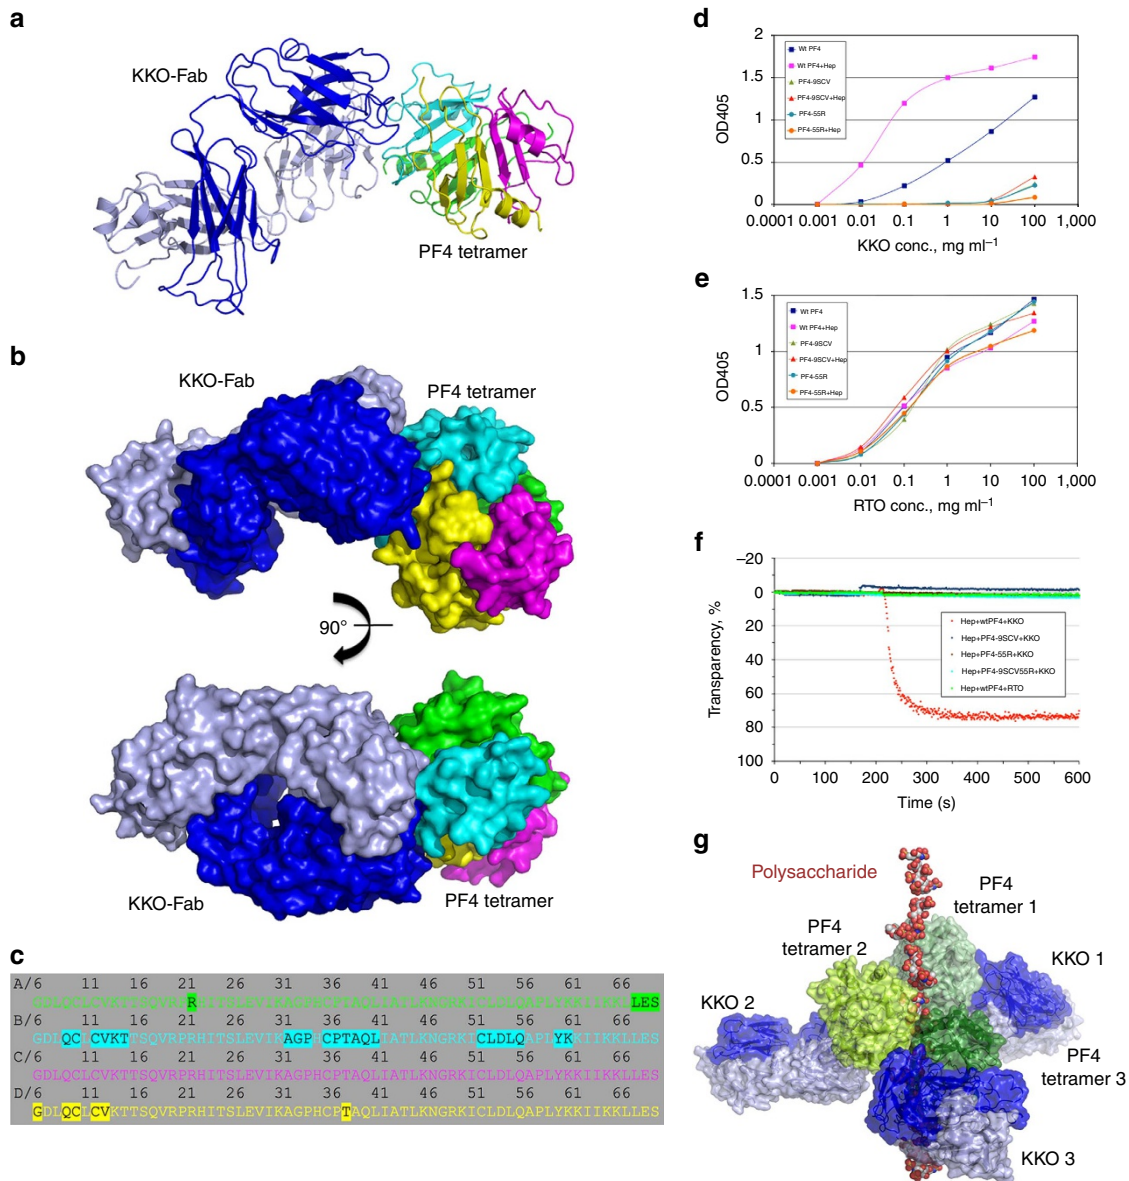 a
KKO-Fab
PF4 tetramer
b
KKO-Fab
PF4 tetramer
90°
KKO-Fab
PF4 tetramer
c
A/6 11 16 21 26 31 36 41 46 51 56 61 66
R LES
B/6 11 16 21 26 31 36 41 46 51 56 61 66
GDLQCLCVKTTSQVRPRHITSLEVIKAGPHCPTAQLIATLKNGRKICLDLQAPLYKKIIKKLLES
C/6 11 16 21 26 31 36 41 46 51 56 61 66
GDLQCLCVKTTSQVRPRHITSLEVIKAGPHCPTAQLIATLKNGRKICLDLQAPLYKKIIKKLLES
D/6 11 16 21 26 31 36 41 46 51 56 61 66
GDLQCLCVKTTSQVRPRHITSLEVIKAGPHCPTAQLIATLKNGRKICLDLQAPLYKKIIKKLLES
d
2
1.5
1
0.5
0
OD405
Wt PF4
Wt PF4+Hep
PF4-9SCV
PF4-9SCV+Hep
PF4-55R
PF4-55R+Hep
0.0001 0.001 0.01 0.1 1 10 100 1,000
KKO conc., mg ml⁻¹
e
1.5
1
0.5
0
OD405
Wt PF4
Wt PF4+Hep
PF4-9SCV
PF4-9SCV+Hep
PF4-55R
PF4-55R+Hep
0.0001 0.001 0.01 0.1 1 10 100 1,000
RTO conc., mg ml⁻¹
f
−20
0
20
40
60
80
100
Transparency, %
Hep+wtPF4+KKO
Hep+PF4-9SCV+KKO
Hep+PF4-55R+KKO
Hep+PF4-9SCV55R+KKO
Hep+wtPF4+RTO
0 100 200 300 400 500 600
Time (s)
g
Polysaccharide
PF4
tetramer 1
PF4
tetramer 2
KKO 1
KKO 2
PF4
tetramer 3
KKO 3